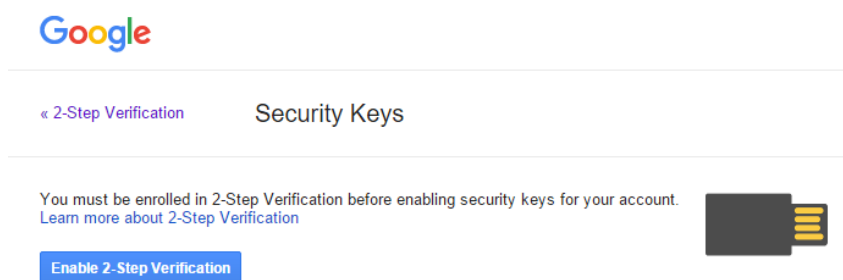 Google
« 2-Step Verification
Security Keys
You must be enrolled in 2-Step Verification before enabling security keys for your account.
Learn more about 2-Step Verification
Enable 2-Step Verification